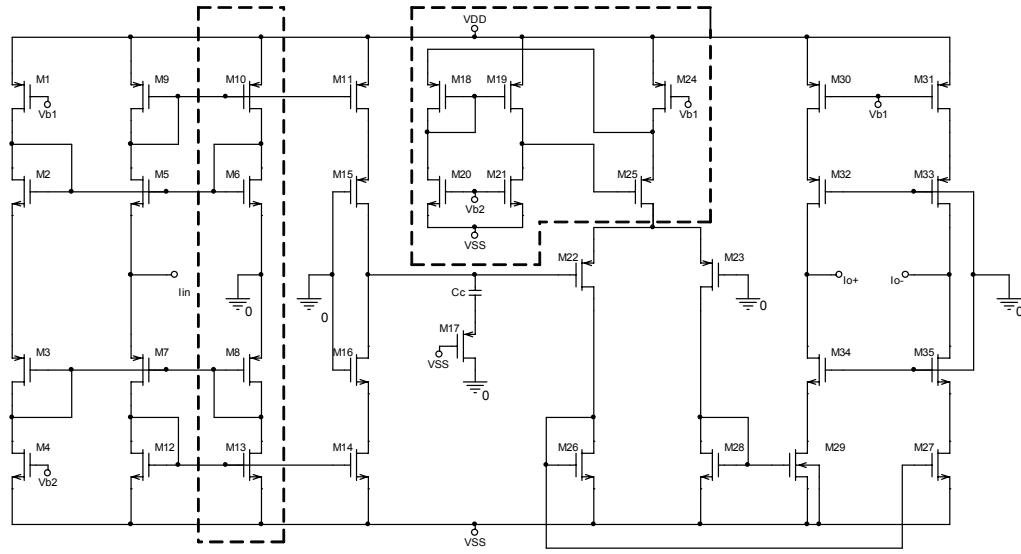 VDD
M1
M9
M10
M11
M18
M19
M24
M30
M31
Vb1
Vb1
Vb1
M2
M5
M6
M15
M20
M21
M25
M32
M33
Vb2
VSS
M22
M23
Iin
0
0
Cc
0
Io+
Io-
0
M17
VSS
0
M3
M7
M8
M16
M34
M35
M4
M12
M13
M14
M26
M28
M29
M27
Vb2
VSS